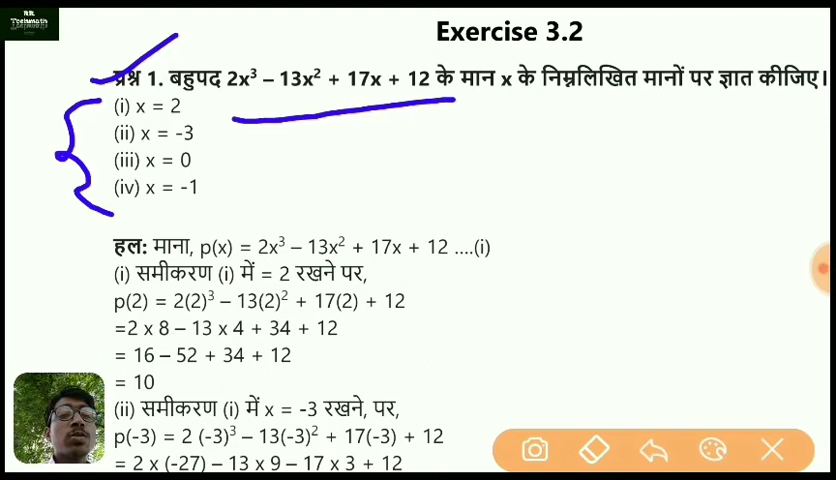 Exercise 3.2
प्रश्न 1. बहुपद 2x³ – 13x² + 17x + 12 के मान x के निम्नलिखित मानों पर ज्ञात कीजिए।
(i) x = 2
(ii) x = -3
(iii) x = 0
(iv) x = -1
हल: माना, p(x) = 2x³ – 13x² + 17x + 12 ....(i)
(i) समीकरण (i) में = 2 रखने पर,
p(2) = 2(2)³ – 13(2)² + 17(2) + 12
=2 x 8 – 13 x 4 + 34 + 12
= 16 – 52 + 34 + 12
= 10
(ii) समीकरण (i) में x = -3 रखने, पर,
p(-3) = 2 (-3)³ – 13(-3)² + 17(-3) + 12
= 2 x (-27) – 13 x 9 – 17 x 3 + 12